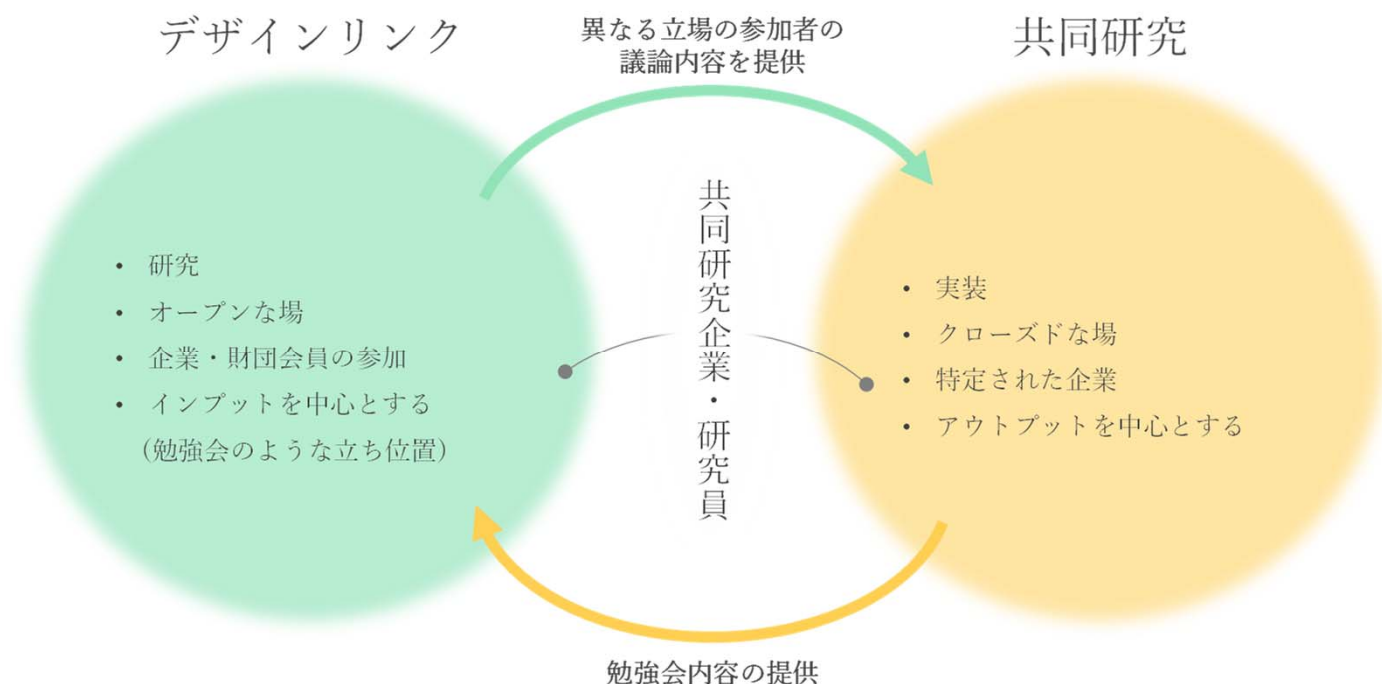 デザインリンク
異なる立場の参加者の
議論内容を提供
共同研究
・ 研究
・ オープンな場
・ 企業・財団会員の参加
・ インプットを中心とする
（勉強会のような立ち位置）
共同研究企業・研究員
・ 実装
・ クローズドな場
・ 特定された企業
・ アウトプットを中心とする
勉強会内容の提供